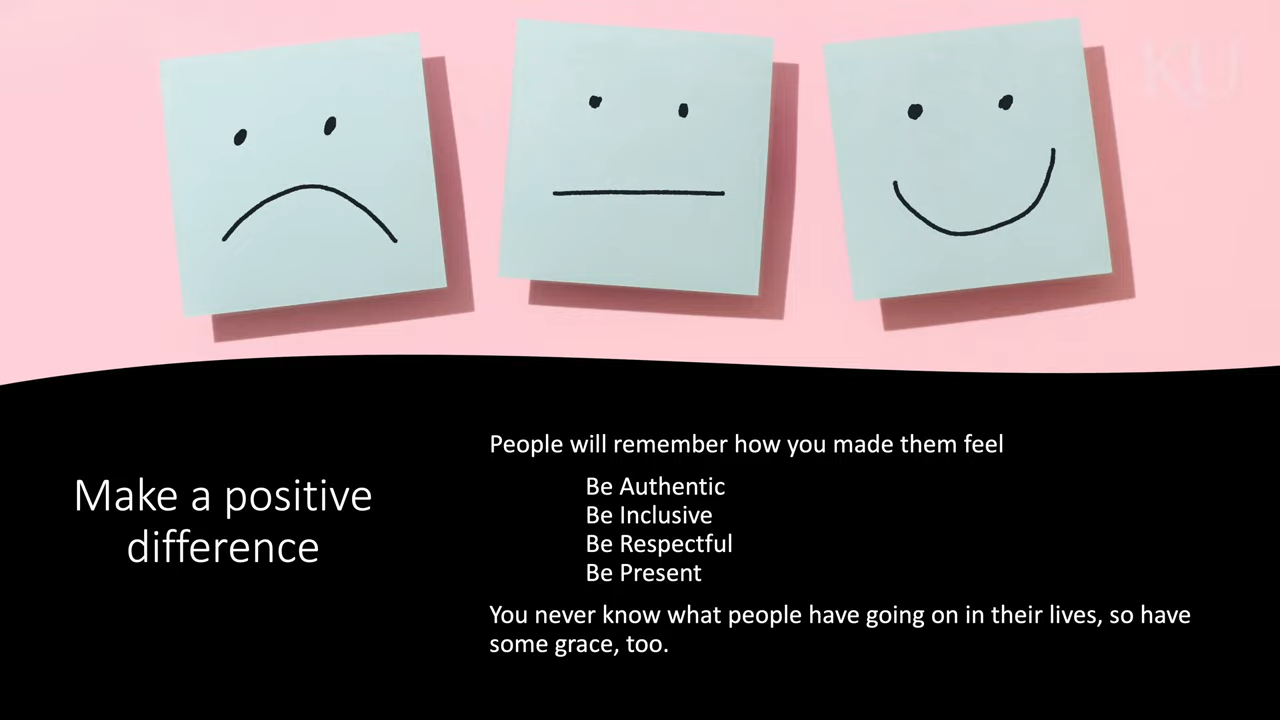 KU
Make a positive
difference
People will remember how you made them feel
Be Authentic
Be Inclusive
Be Respectful
Be Present
You never know what people have going on in their lives, so have
some grace, too.